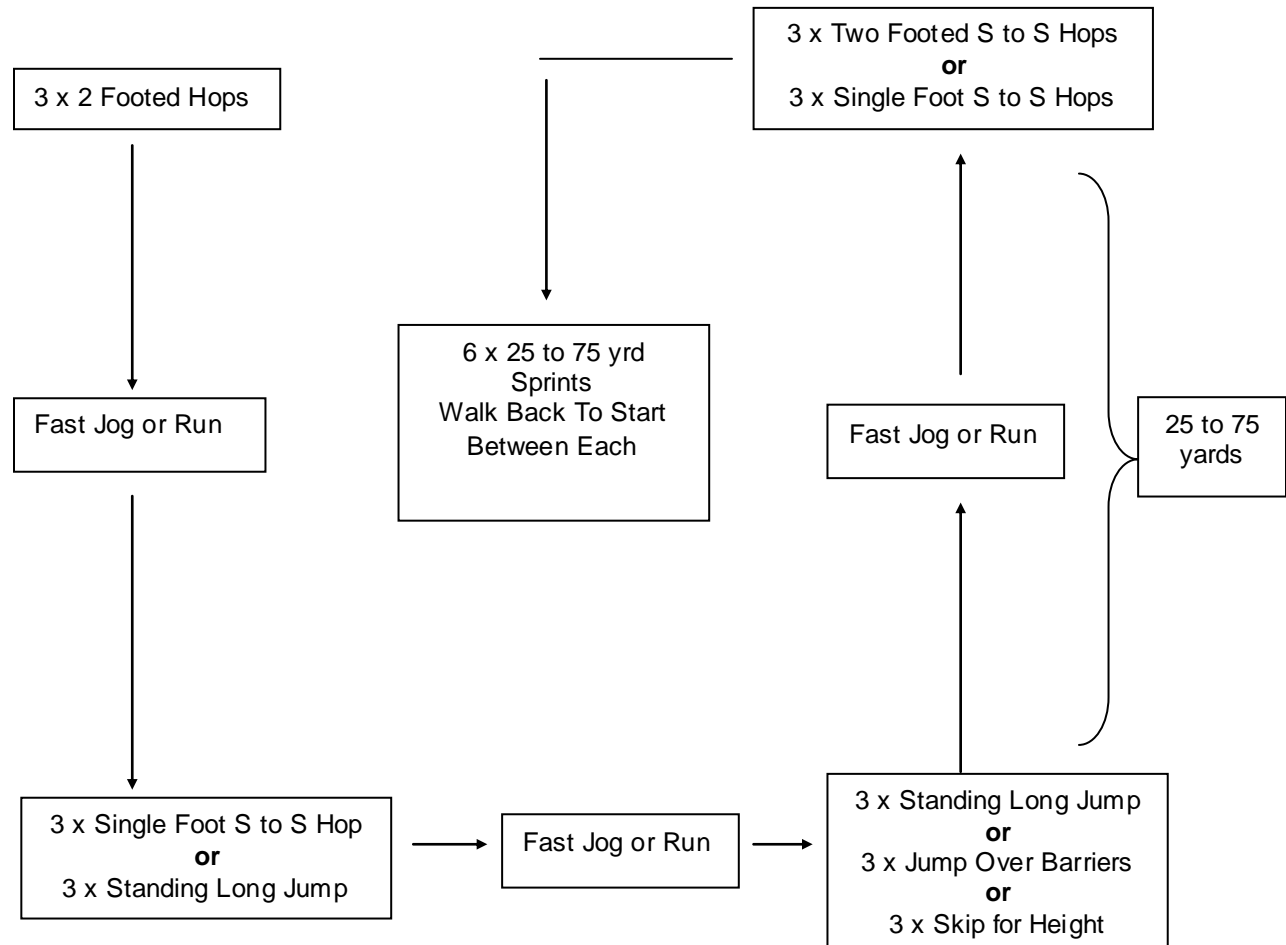 3 x 2 Footed Hops
Fast Jog or Run
3 x Single Foot S to S Hop
or
3 x Standing Long Jump
Fast Jog or Run
3 x Standing Long Jump
or
3 x Jump Over Barriers
or
3 x Skip for Height
Fast Jog or Run
25 to 75
yards
3 x Two Footed S to S Hops
or
3 x Single Foot S to S Hops
6 x 25 to 75 yrd
Sprints
Walk Back To Start
Between Each